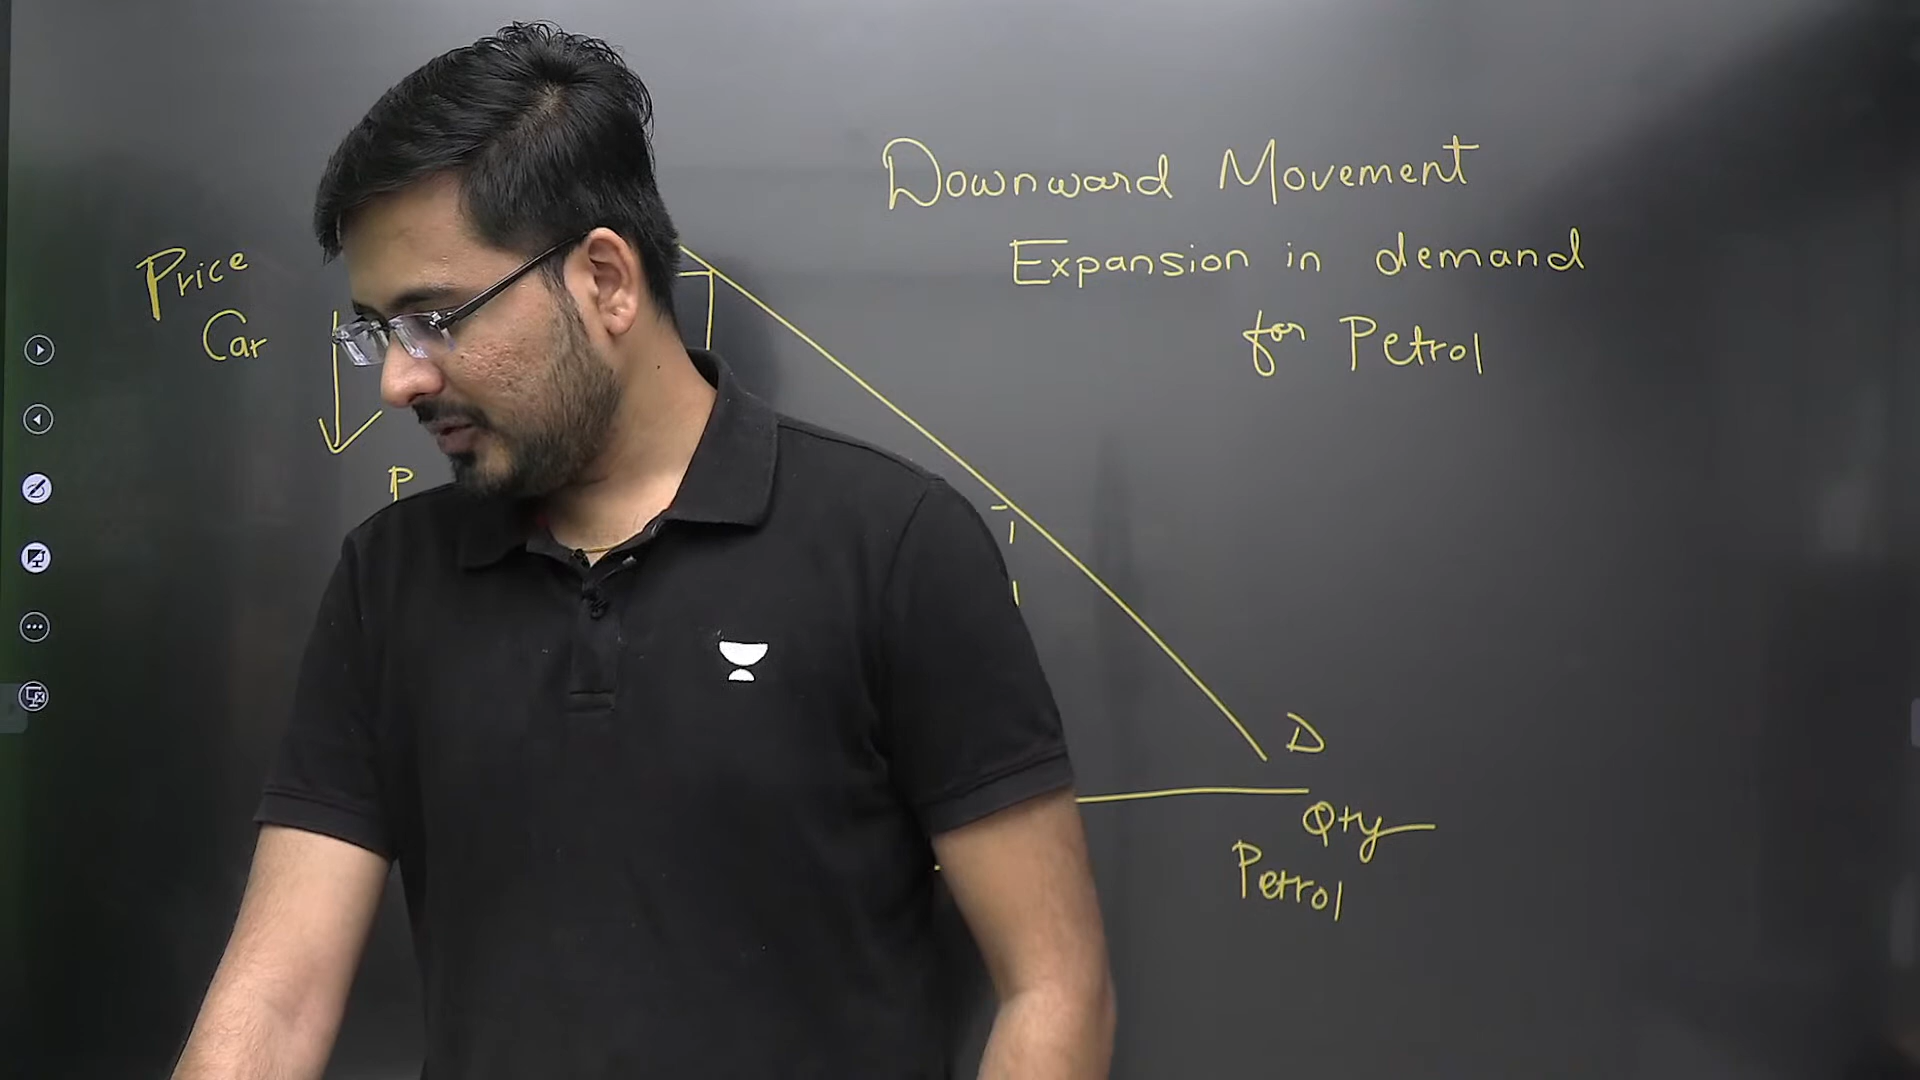 Downward Movement
Expansion in demand
for Petrol
Price
Car
P
D
Qty
Petrol